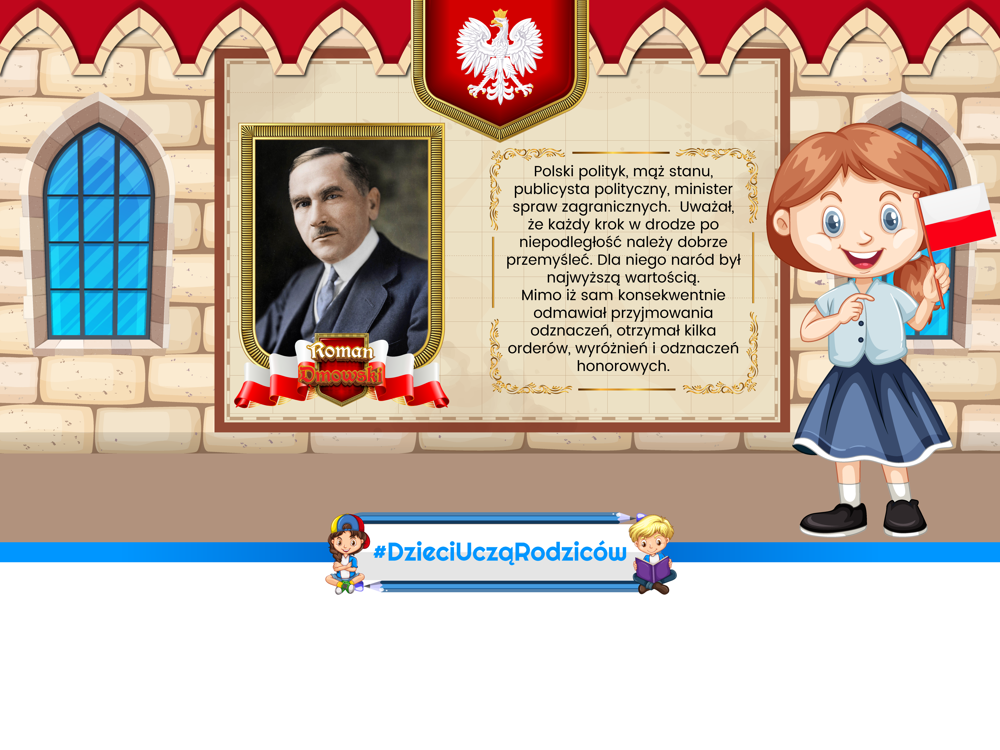 Polski polityk, mąż stanu,
publicysta polityczny, minister
spraw zagranicznych.  Uważał,
że każdy krok w drodze po
niepodległość należy dobrze
przemyśleć. Dla niego naród był
najwyższą wartością.
Mimo iż sam konsekwentnie
odmawiał przyjmowania
odznaczeń, otrzymał kilka
orderów, wyróżnień i odznaczeń
honorowych.
Roman
Dmowski
#DzieciUcząRodziców